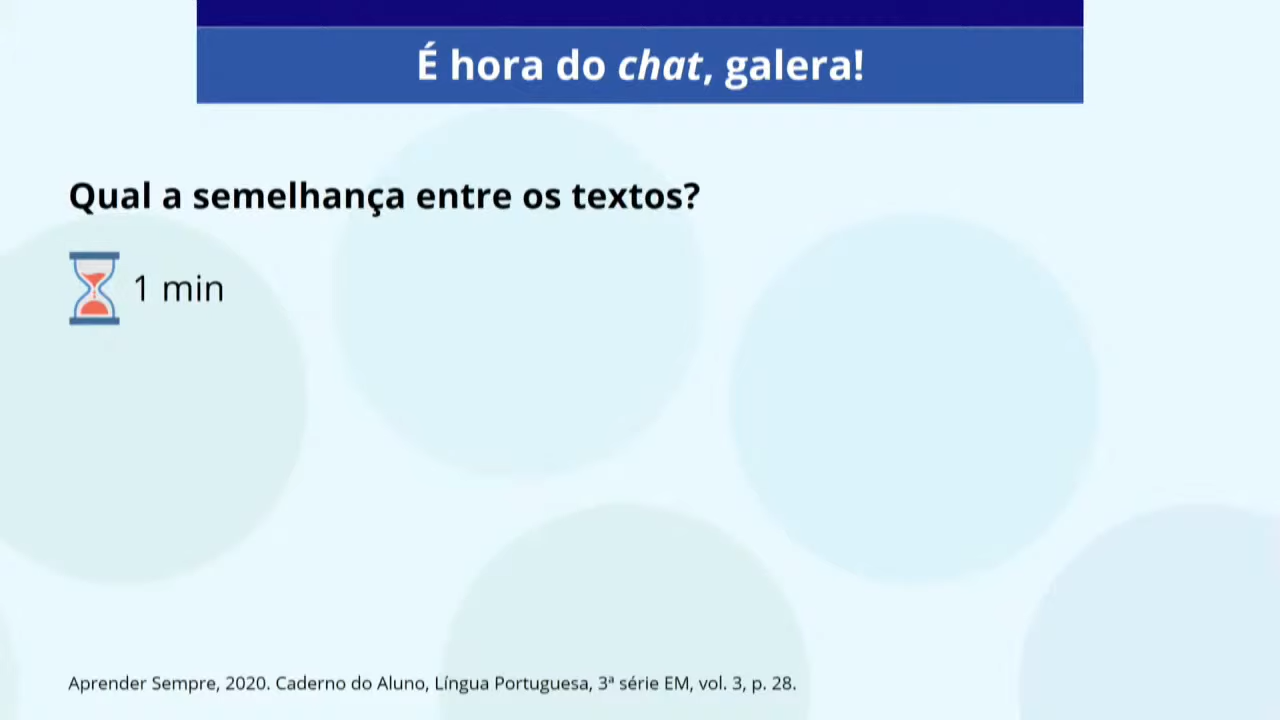 É hora do chat, galera!
Qual a semelhança entre os textos?
1 min
Aprender Sempre, 2020. Caderno do Aluno, Língua Portuguesa, 3ª série EM, vol. 3, p. 28.